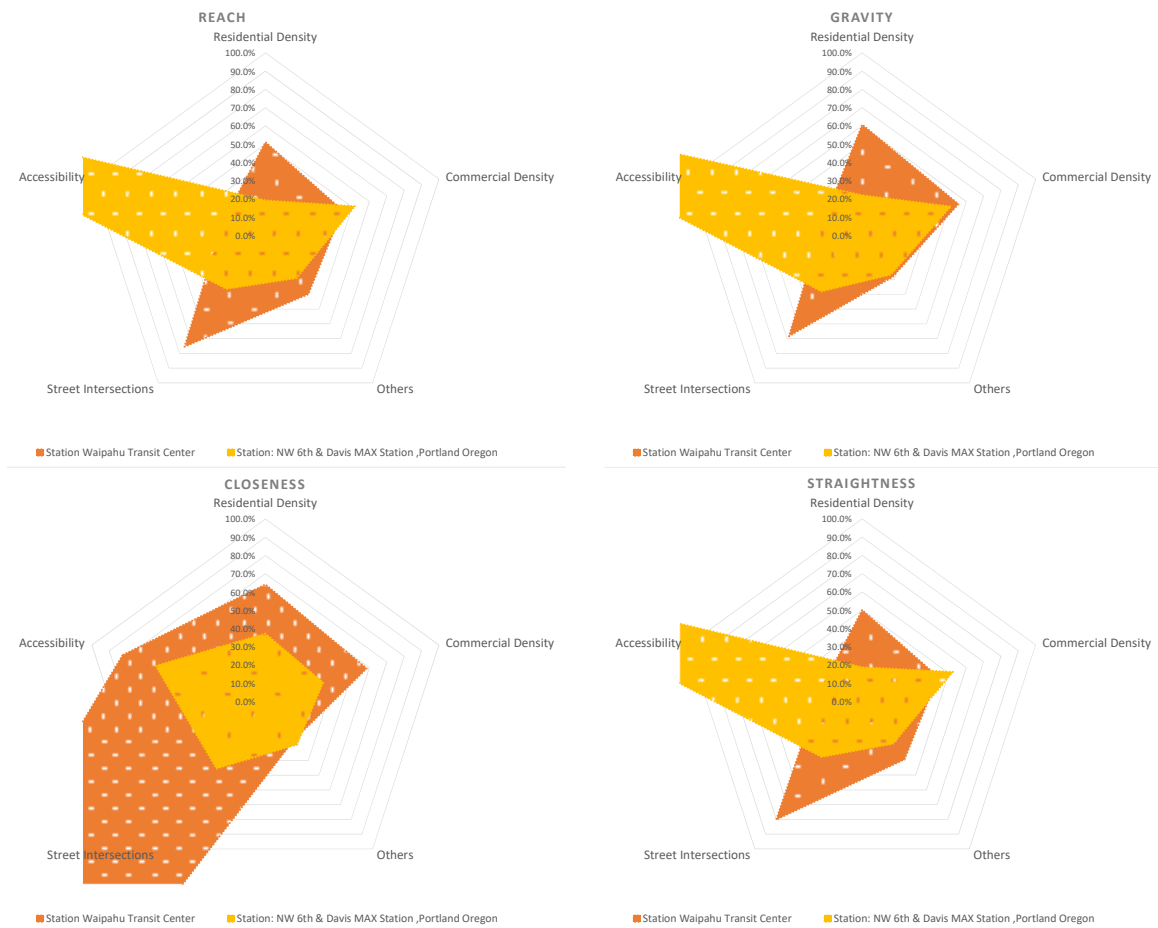 REACH
Residential Density
100.0%
90.0%
80.0%
70.0%
60.0%
50.0%
40.0%
30.0%
20.0%
10.0%
0.0%
Accessibility
Commercial Density
Street Intersections
Others
Station Waipahu Transit Center
Station: NW 6th & Davis MAX Station ,Portland Oregon
GRAVITY
Residential Density
100.0%
90.0%
80.0%
70.0%
60.0%
50.0%
40.0%
30.0%
20.0%
10.0%
0.0%
Accessibility
Commercial Density
Street Intersections
Others
Station Waipahu Transit Center
Station: NW 6th & Davis MAX Station ,Portland Oregon
CLOSENESS
Residential Density
100.0%
90.0%
80.0%
70.0%
60.0%
50.0%
40.0%
30.0%
20.0%
10.0%
0.0%
Accessibility
Commercial Density
Street Intersections
Others
Station Waipahu Transit Center
Station: NW 6th & Davis MAX Station ,Portland Oregon
STRAIGHTNESS
Residential Density
100.0%
90.0%
80.0%
70.0%
60.0%
50.0%
40.0%
30.0%
20.0%
10.0%
0.0%
Accessibility
Commercial Density
Street Intersections
Others
Station Waipahu Transit Center
Station: NW 6th & Davis MAX Station ,Portland Oregon